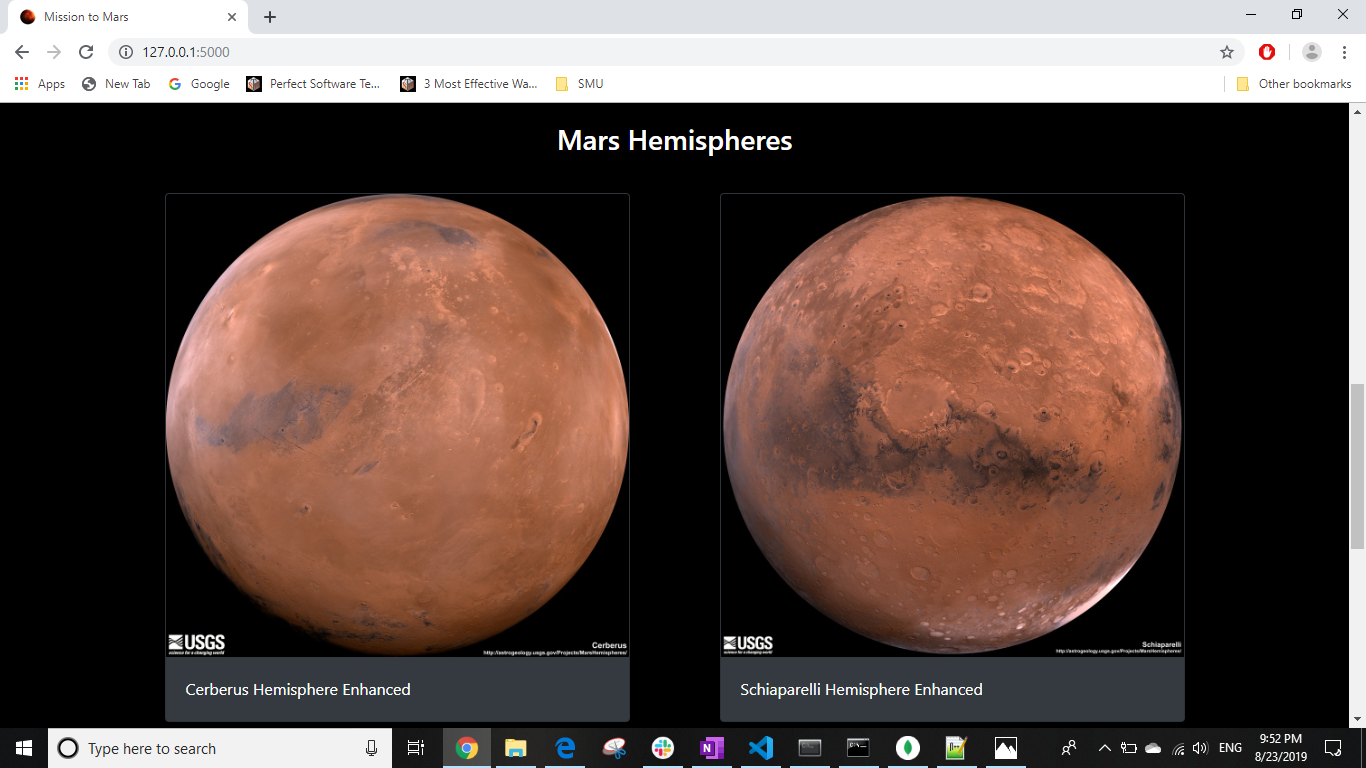 Mission to Mars
127.0.0.1:5000
Apps
New Tab
Google
Perfect Software Te...
3 Most Effective Wa...
SMU
Other bookmarks
Mars Hemispheres
USGS
science for a changing world
Cerberus
http://astrogeology.usgs.gov/Projects/MarsHemispheres/
USGS
science for a changing world
Schiaparelli
http://astrogeology.usgs.gov/Projects/MarsHemispheres/
Cerberus Hemisphere Enhanced
Schiaparelli Hemisphere Enhanced
Type here to search
ENG
9:52 PM
8/23/2019